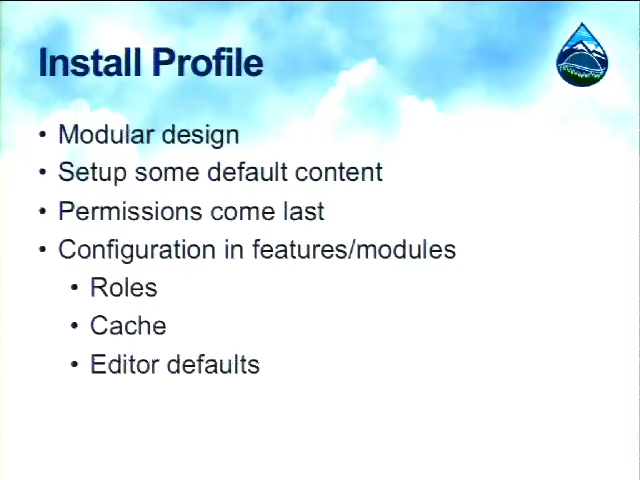 Install Profile
• Modular design
• Setup some default content
• Permissions come last
• Configuration in features/modules
• Roles
• Cache
• Editor defaults